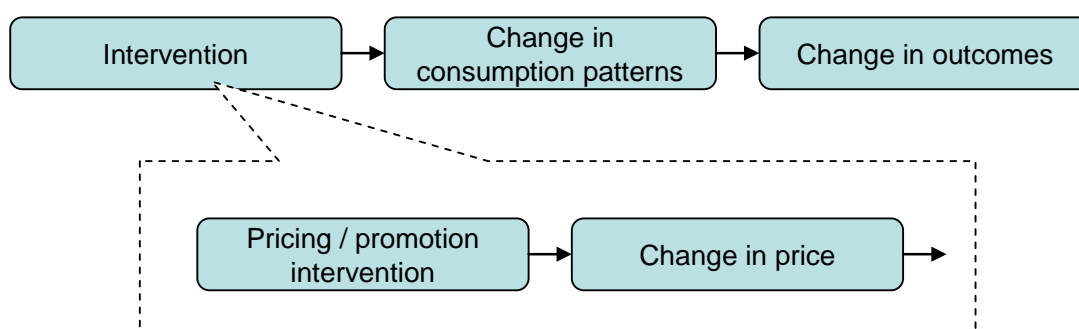 Intervention
Change in
consumption patterns
Change in outcomes
Pricing / promotion
intervention
Change in price